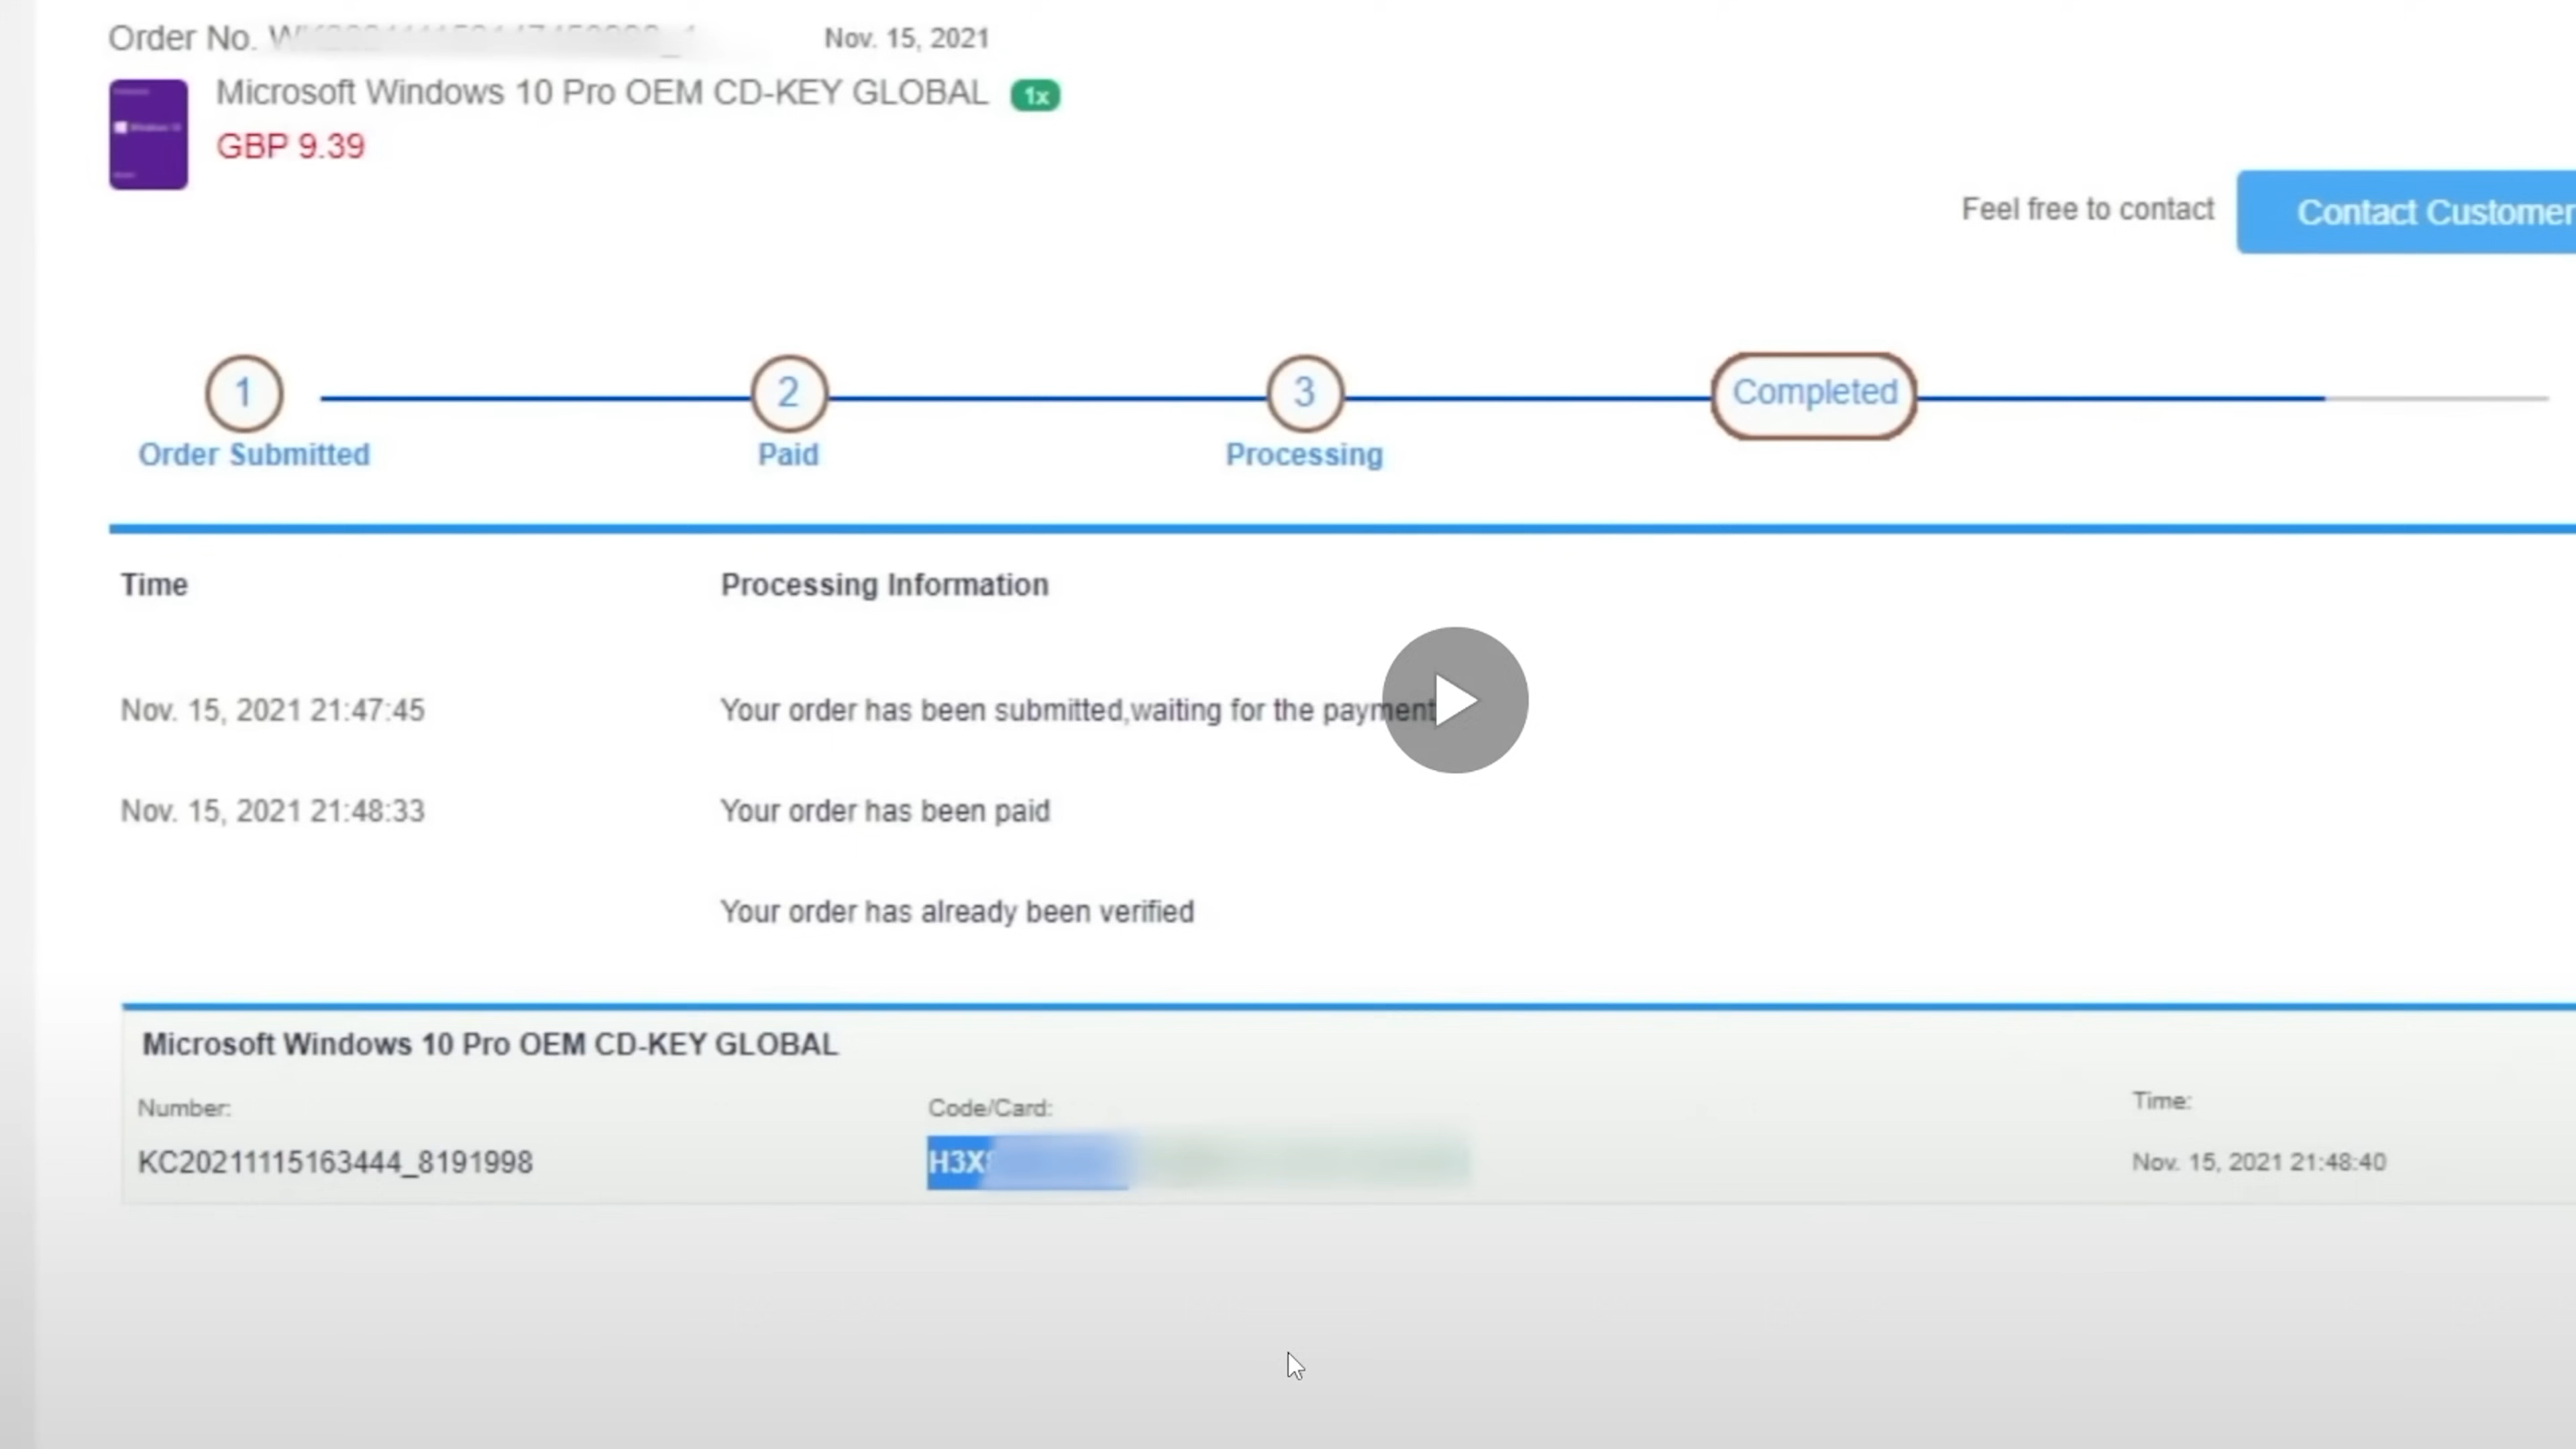 Order No.
Nov. 15, 2021
Microsoft Windows 10 Pro OEM CD-KEY GLOBAL 1x
GBP 9.39
Feel free to contact
Contact Customer
1
2
3
Completed
Order Submitted
Paid
Processing
Time
Processing Information
Nov. 15, 2021 21:47:45
Your order has been submitted,waiting for the payment
Nov. 15, 2021 21:48:33
Your order has been paid
Your order has already been verified
Microsoft Windows 10 Pro OEM CD-KEY GLOBAL
Number:
Code/Card:
Time:
KC20211115163444_8191998
Nov. 15, 2021 21:48:40